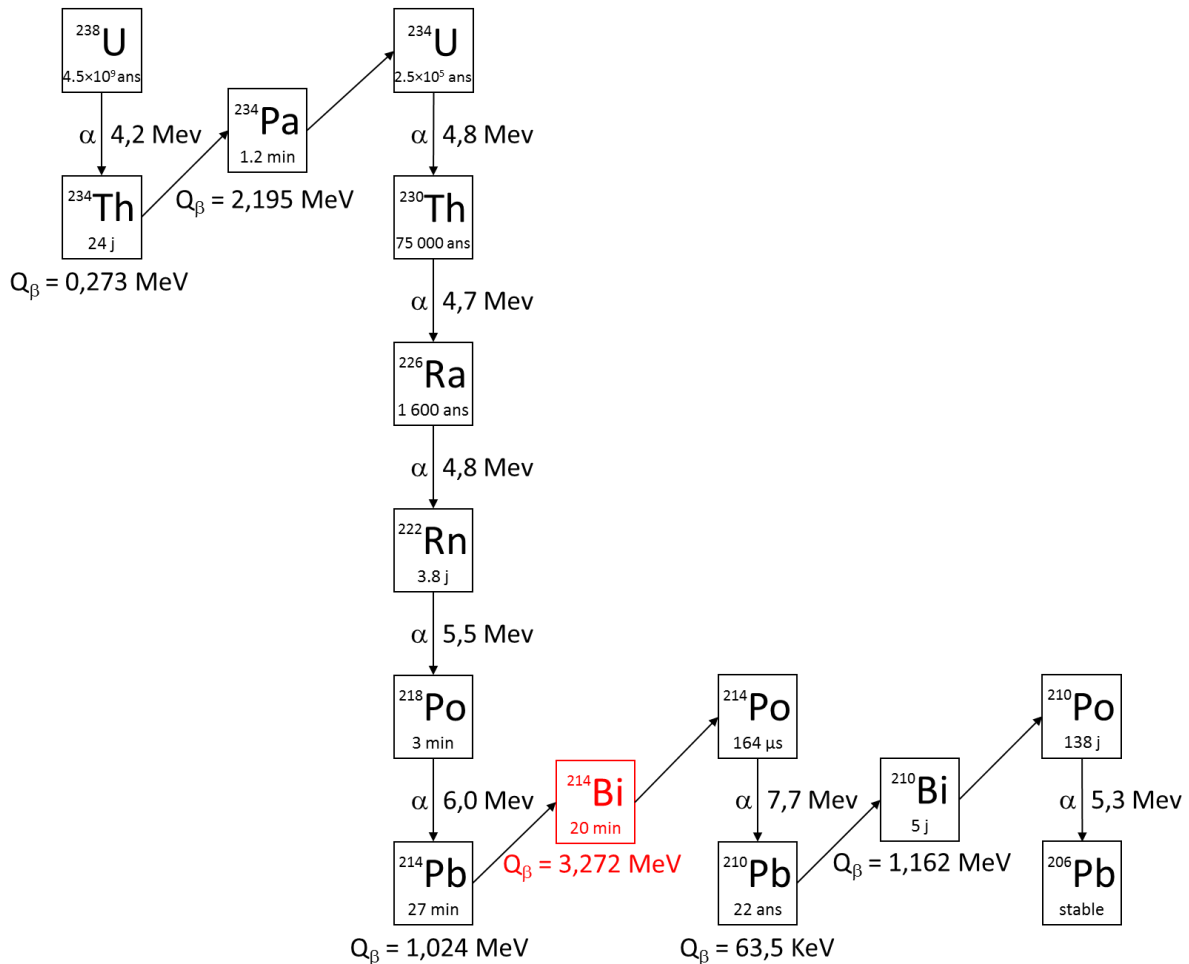 ²³⁸U
4.5×10⁹ ans
α 4,2 Mev
²³⁴Th
24 j
Qβ = 0,273 MeV
²³⁴Pa
1.2 min
Qβ = 2,195 MeV
²³⁴U
2.5×10⁵ ans
α 4,8 Mev
²³⁰Th
75 000 ans
α 4,7 Mev
²²⁶Ra
1 600 ans
α 4,8 Mev
²²²Rn
3.8 j
α 5,5 Mev
²¹⁸Po
3 min
α 6,0 Mev
²¹⁴Pb
27 min
Qβ = 1,024 MeV
²¹⁴Bi
20 min
Qβ = 3,272 MeV
²¹⁴Po
164 µs
α 7,7 Mev
²¹⁰Pb
22 ans
Qβ = 63,5 KeV
²¹⁰Bi
5 j
Qβ = 1,162 MeV
²¹⁰Po
138 j
α 5,3 Mev
²⁰⁶Pb
stable